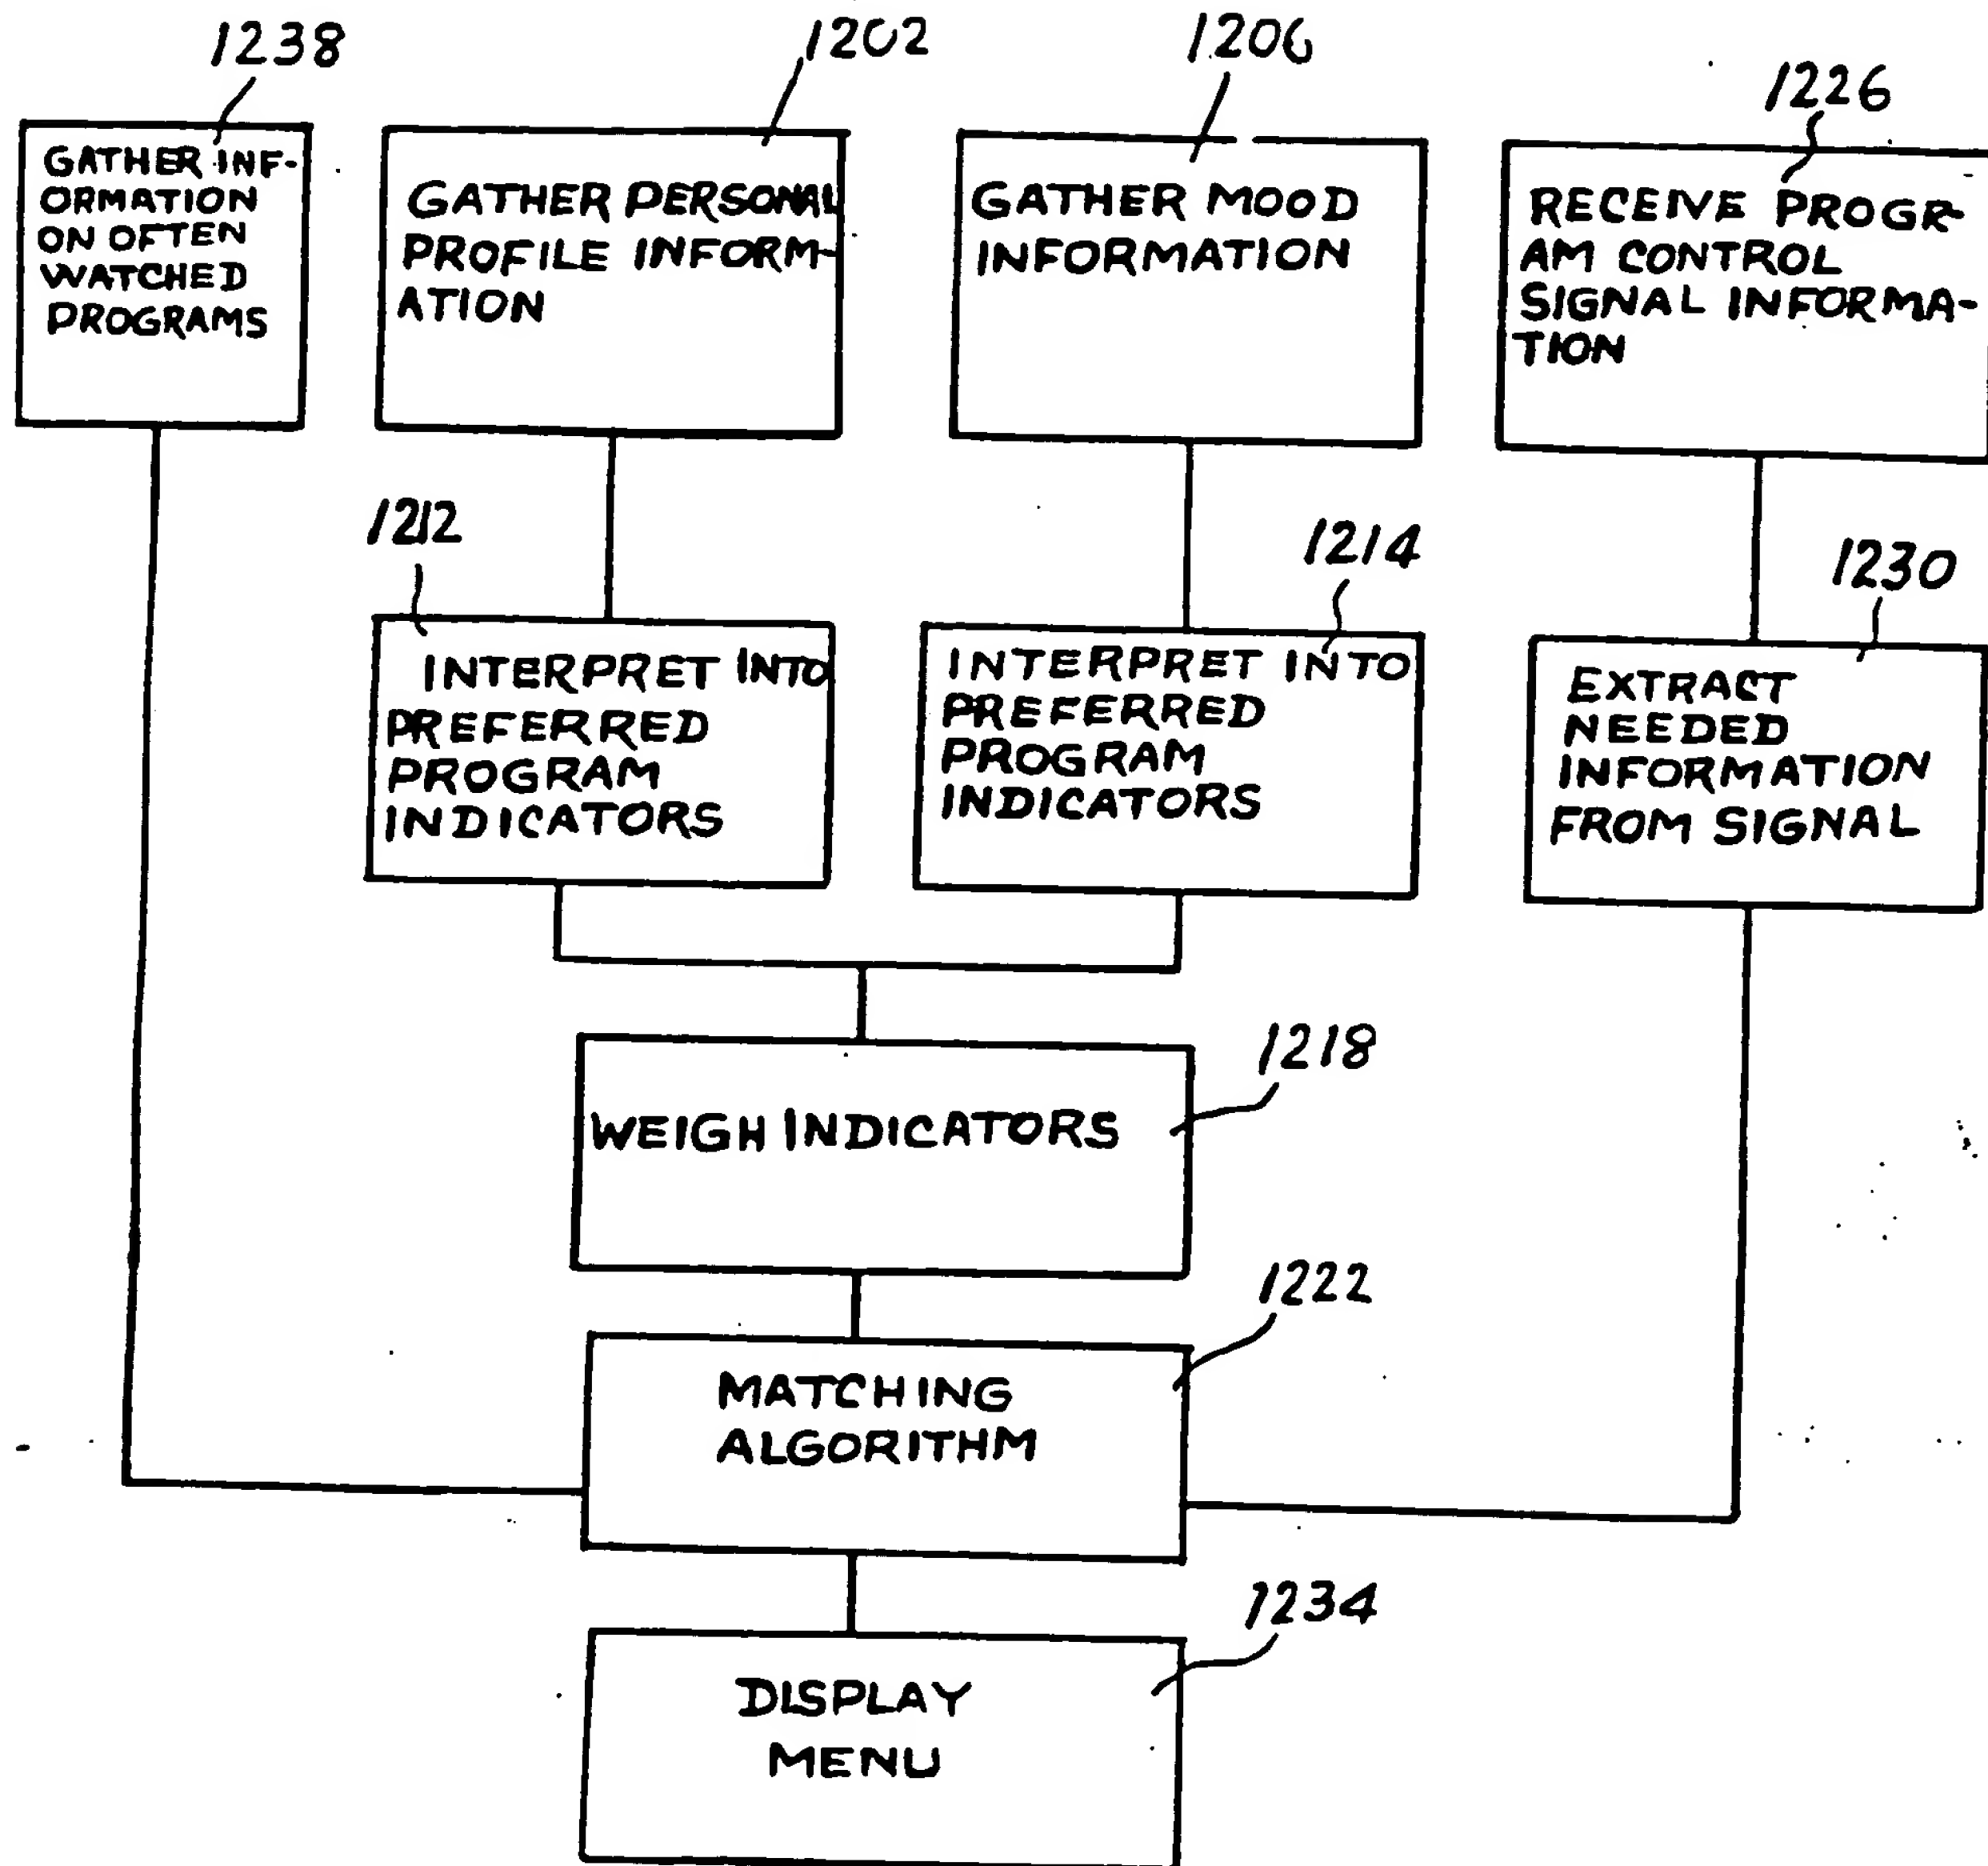 1238
1202
1206
1226
GATHER INF-
ORMATION
ON OFTEN
WATCHED
PROGRAMS
GATHER PERSONAL
PROFILE INFORM-
ATION
GATHER MOOD
INFORMATION
RECEIVE PROGR-
AM CONTROL
SIGNAL INFORMA-
TION
1212
1214
1230
INTERPRET INTO
PREFERRED
PROGRAM
INDICATORS
INTERPRET INTO
PREFERRED
PROGRAM
INDICATORS
EXTRACT
NEEDED
INFORMATION
FROM SIGNAL
1218
WEIGH INDICATORS
1222
MATCHING
ALGORITHM
1234
DISPLAY
MENU